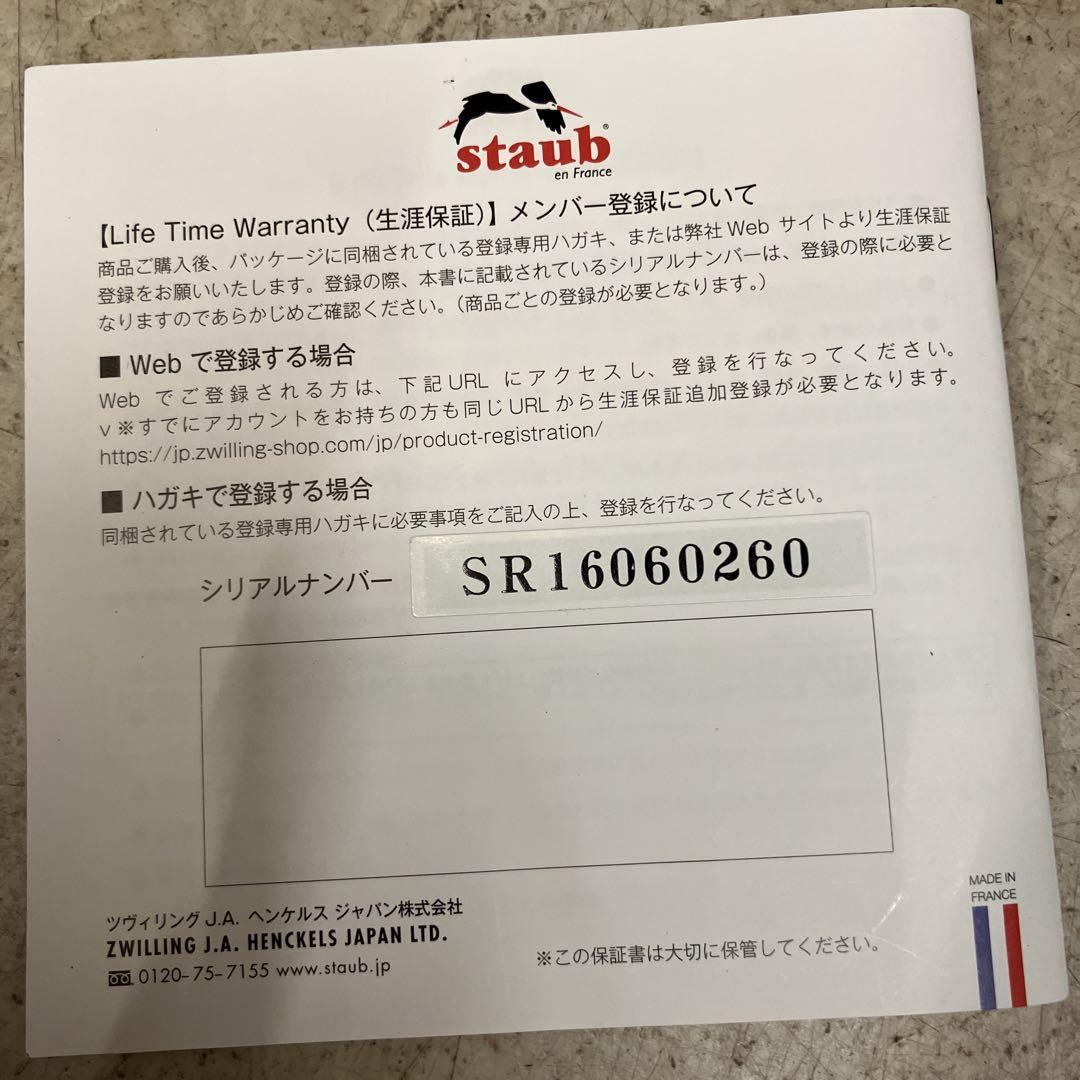 staub®
en France
【Life Time Warranty（生涯保証）】メンバー登録について
商品ご購入後、パッケージに同梱されている登録専用ハガキ、または弊社Web サイトより生涯保証
登録をお願いいたします。登録の際、本書に記載されているシリアルナンバーは、登録の際に必要と
なりますのであらかじめご確認ください。（商品ごとの登録が必要となります。）
■ Web で登録する場合
Web でご登録される方は、下記URL にアクセスし、登録を行なってください。
v ※すでにアカウントをお持ちの方も同じURLから生涯保証追加登録が必要となります。
https://jp.zwilling-shop.com/jp/product-registration/
■ ハガキで登録する場合
同梱されている登録専用ハガキに必要事項をご記入の上、登録を行なってください。
シリアルナンバー SR16060260
MADE IN
FRANCE
ツヴィリング J.A. ヘンケルス ジャパン株式会社
ZWILLING J.A. HENCKELS JAPAN LTD.
0120-75-7155 www.staub.jp
※この保証書は大切に保管してください。